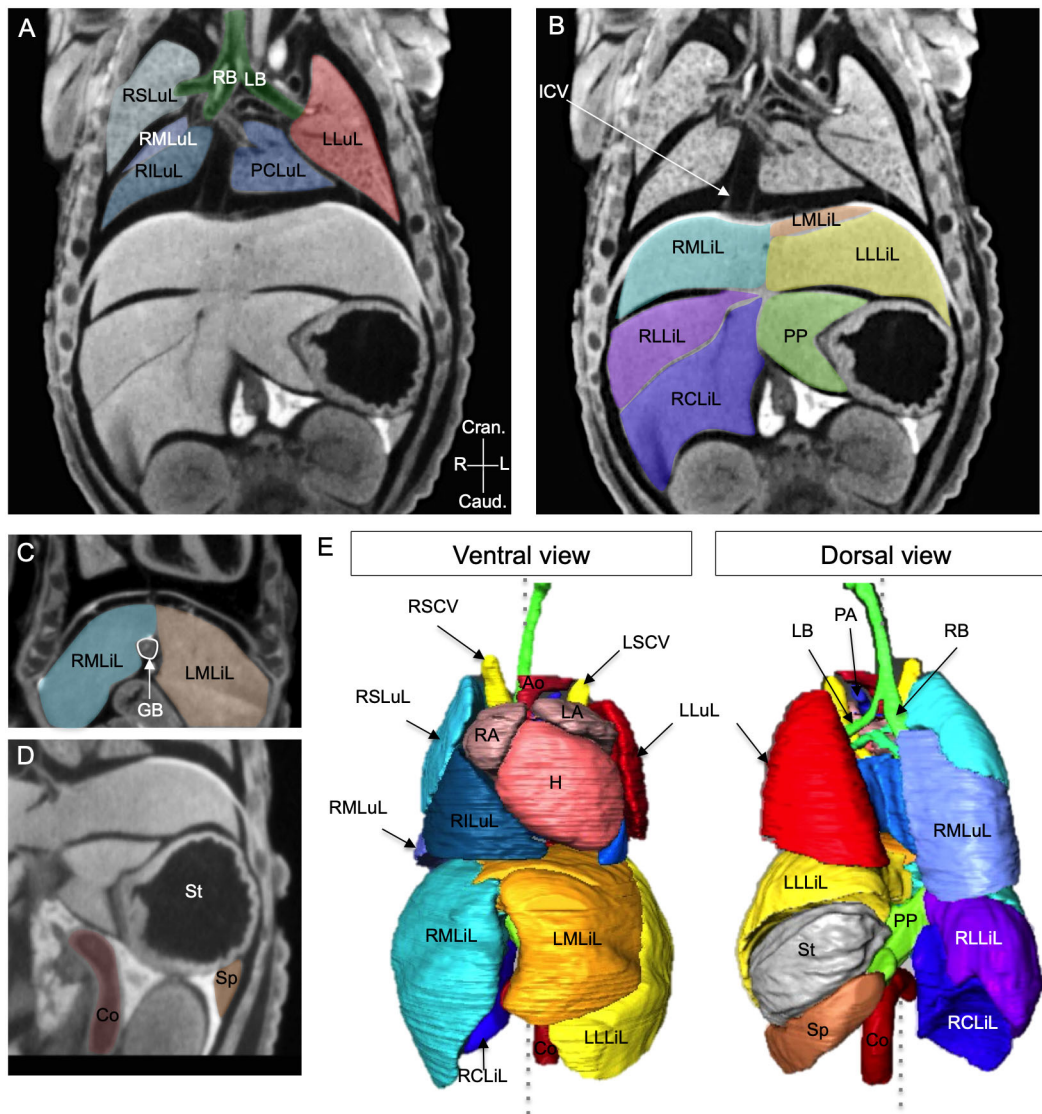 A
RB LB
RSLuL
RMLuL
RILuL
PCLuL
LLuL
Cran.
R L
Caud.
B
ICV
LMLiL
RMLiL
LLLiL
RLLiL
PP
RCLiL
C
RMLiL
LMLiL
GB
D
St
Sp
Co
E
Ventral view
RSCV
LSCV
Ao
RSLuL
LA
RA
LLuL
H
RMLuL
RILuL
RMLiL
LMLiL
Co
LLLiL
RCLiL
Dorsal view
PA
LB
RB
RMLuL
LLLiL
PP
RLLiL
St
Sp
Co
RCLiL